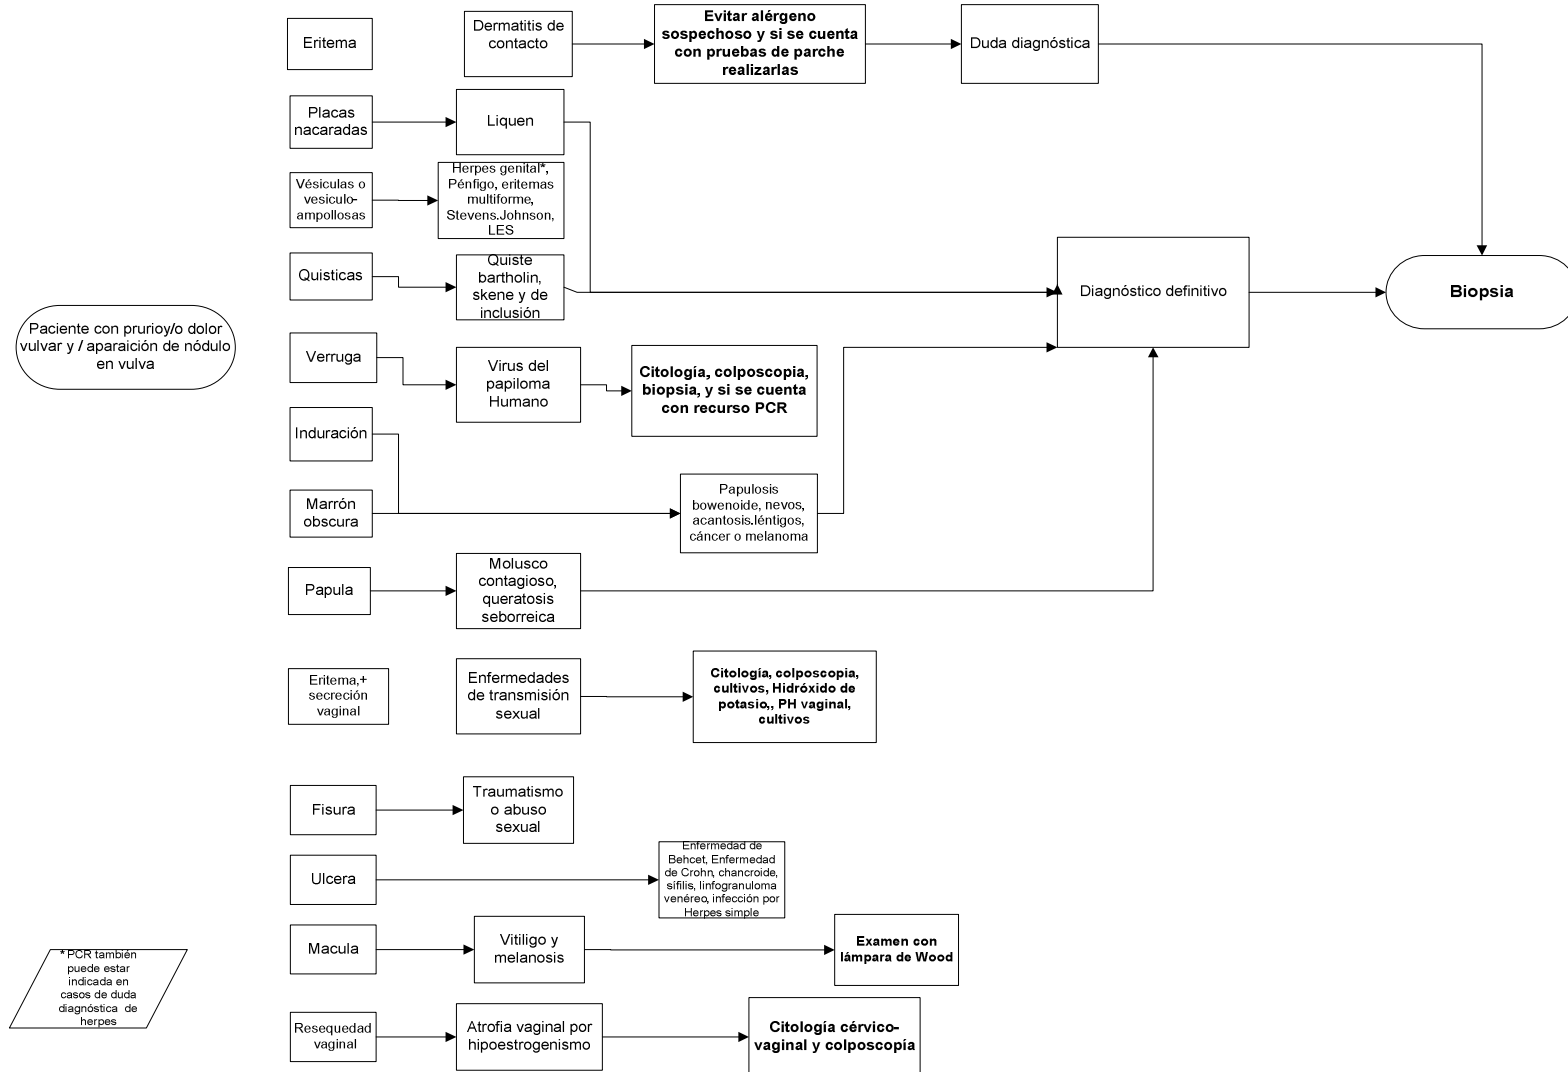 Eritema
Dermatitis de
contacto
Evitar alérgeno
sospechoso y si se cuenta
con pruebas de parche
realizarlas
Duda diagnóstica
Placas
nacaradas
Liquen
Vésiculas o
vesiculo-
ampollosas
Herpes genital*,
Pénfigo, eritemas
multiforme,
Stevens.Johnson,
LES
Quisticas
Quiste
bartholin,
skene y de
inclusión
Diagnóstico definitivo
Biopsia
Paciente con prurioy/o dolor
vulvar y / aparaición de nódulo
en vulva
Verruga
Virus del
papiloma
Humano
Citología, colposcopia,
biopsia, y si se cuenta
con recurso PCR
Induración
Marrón
obscura
Papulosis
bowenoide, nevos,
acantosis.léntigos,
cáncer o melanoma
Papula
Molusco
contagioso,
queratosis
seborreica
Eritema,+
secreción
vaginal
Enfermedades
de transmisión
sexual
Citología, colposcopia,
cultivos, Hidróxido de
potasio,, PH vaginal,
cultivos
Fisura
Traumatismo
o abuso
sexual
Ulcera
Enfermedad de
Behcet, Enfermedad
de Crohn, chancroide,
sífilis, linfogranuloma
venéreo, infección por
Herpes simple
Macula
Vitiligo y
melanosis
Examen con
lámpara de Wood
* PCR también
puede estar
indicada en
casos de duda
diagnóstica de
herpes
Resequedad
vaginal
Atrofia vaginal por
hipoestrogenismo
Citología cérvico-
vaginal y colposcopía